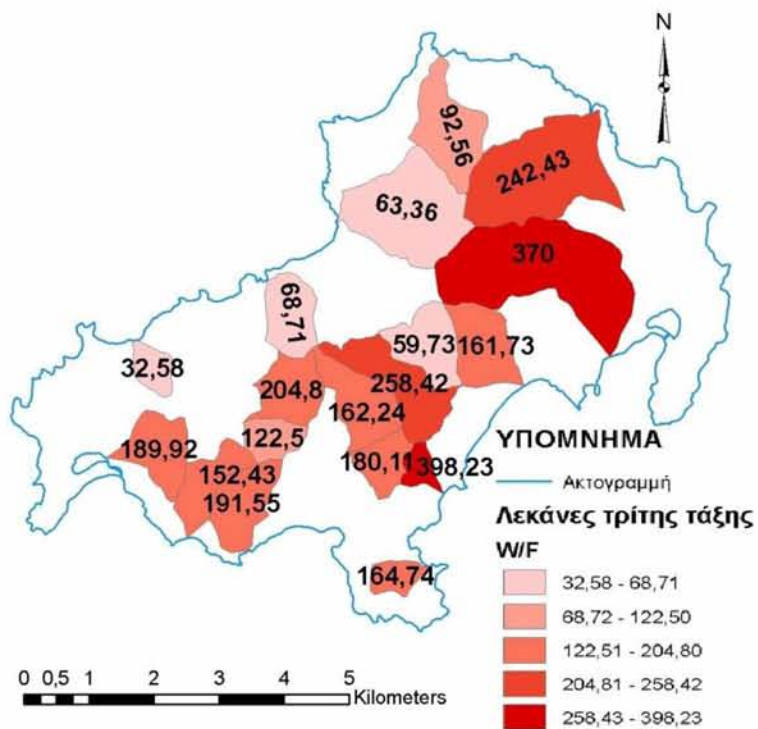 N
92,56
242,43
63,36
370
68,71
59,73
161,73
32,58
204,8
258,42
162,24
122,5
189,92
180,11
398,23
152,43
191,55
164,74
ΥΠΟΜΝΗΜΑ
Ακτογραμμή
Λεκάνες τρίτης τάξης
W/F
32,58 - 68,71
68,72 - 122,50
122,51 - 204,80
204,81 - 258,42
258,43 - 398,23
0 0,5 1 2 3 4 5
Kilometers